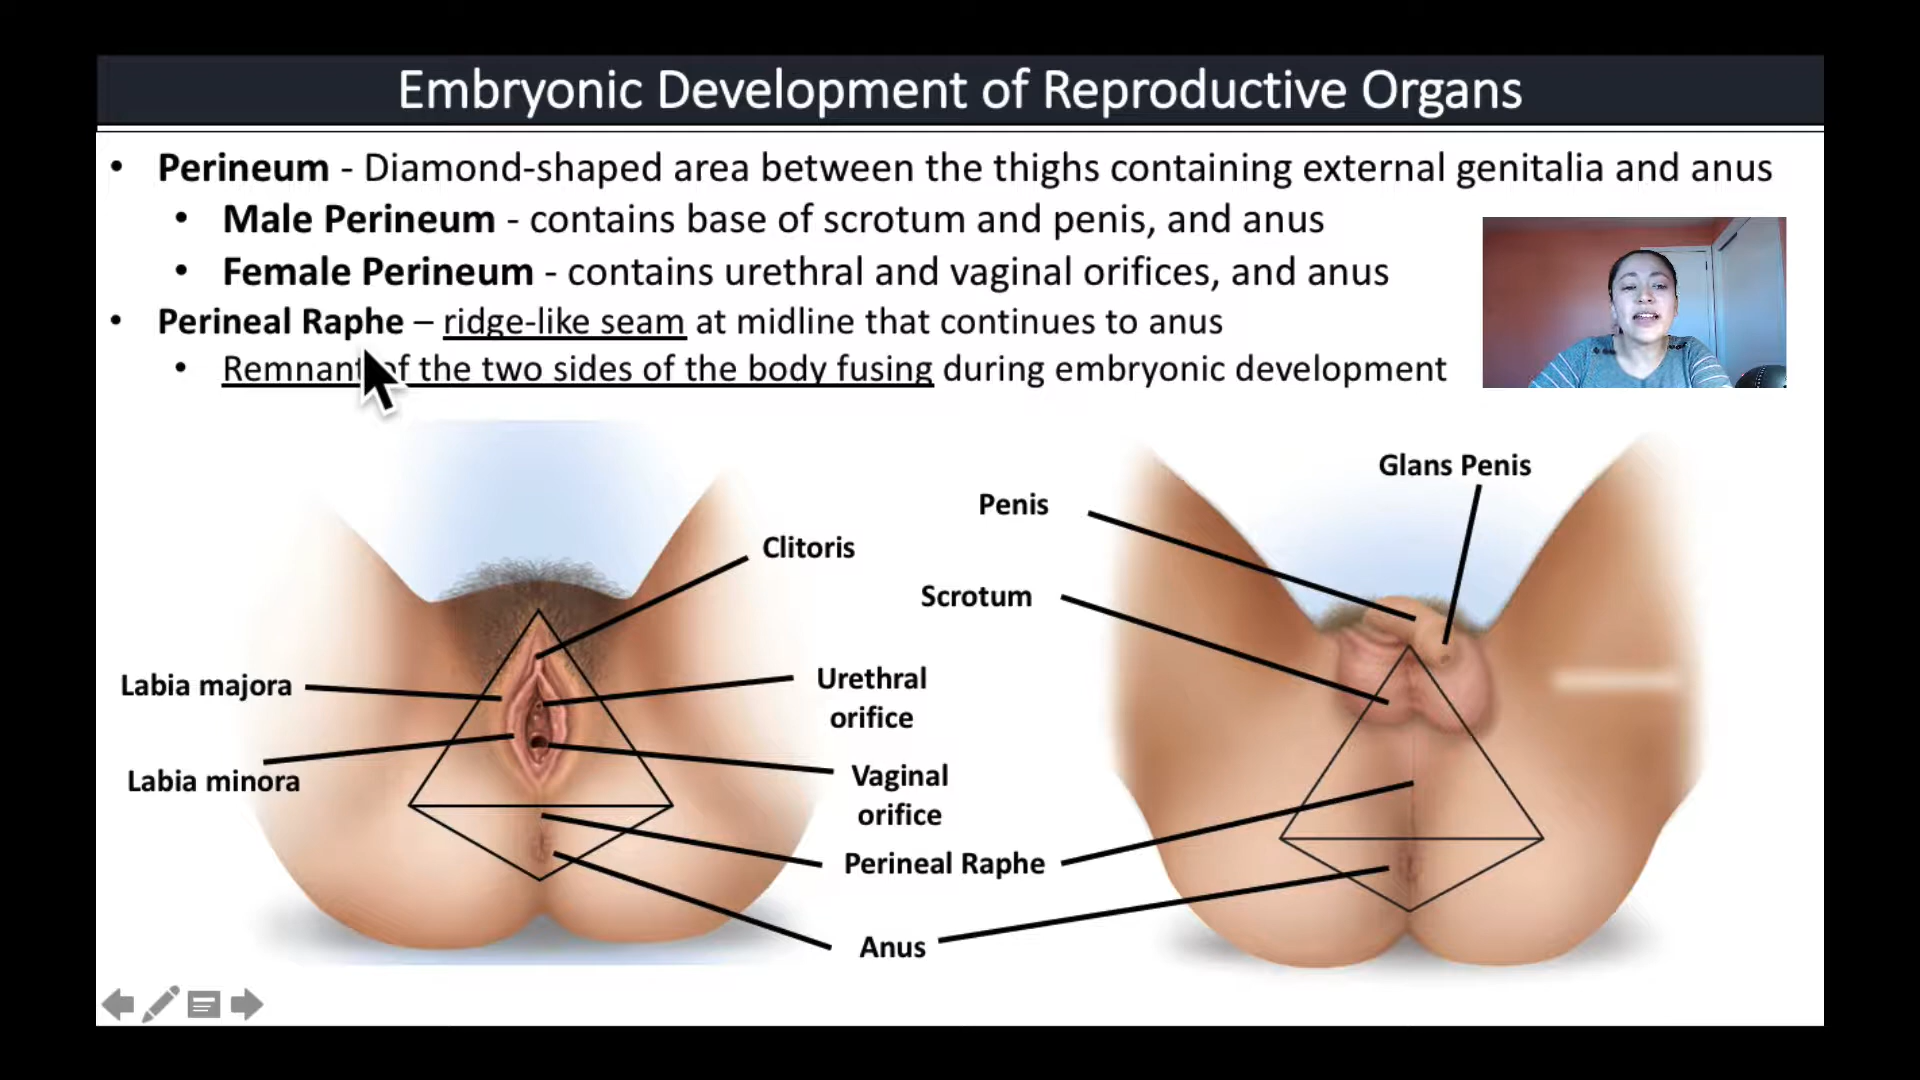 Embryonic Development of Reproductive Organs
• Perineum - Diamond-shaped area between the thighs containing external genitalia and anus
• Male Perineum - contains base of scrotum and penis, and anus
• Female Perineum - contains urethral and vaginal orifices, and anus
• Perineal Raphe – ridge-like seam at midline that continues to anus
• Remnant of the two sides of the body fusing during embryonic development
Glans Penis
Penis
Clitoris
Scrotum
Labia majora
Urethral
orifice
Labia minora
Vaginal
orifice
Perineal Raphe
Anus